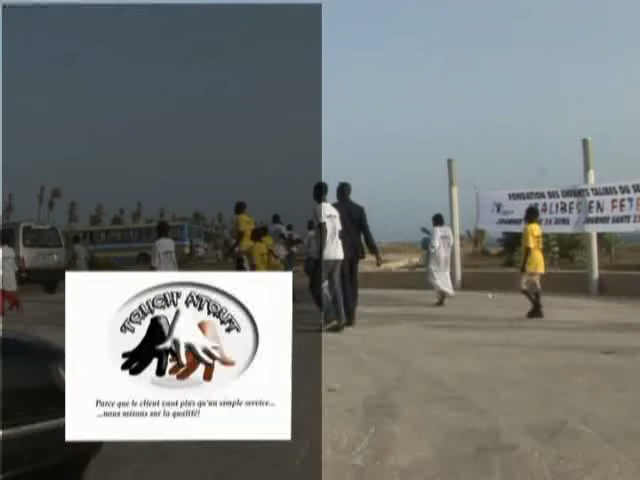 FONDATION DES ENFANTS TALIBES DU
TALIBES EN FETE
TOUCH' ATOUT
Parce que le client vaut plus qu'un simple service...
...nous misons sur la qualité!